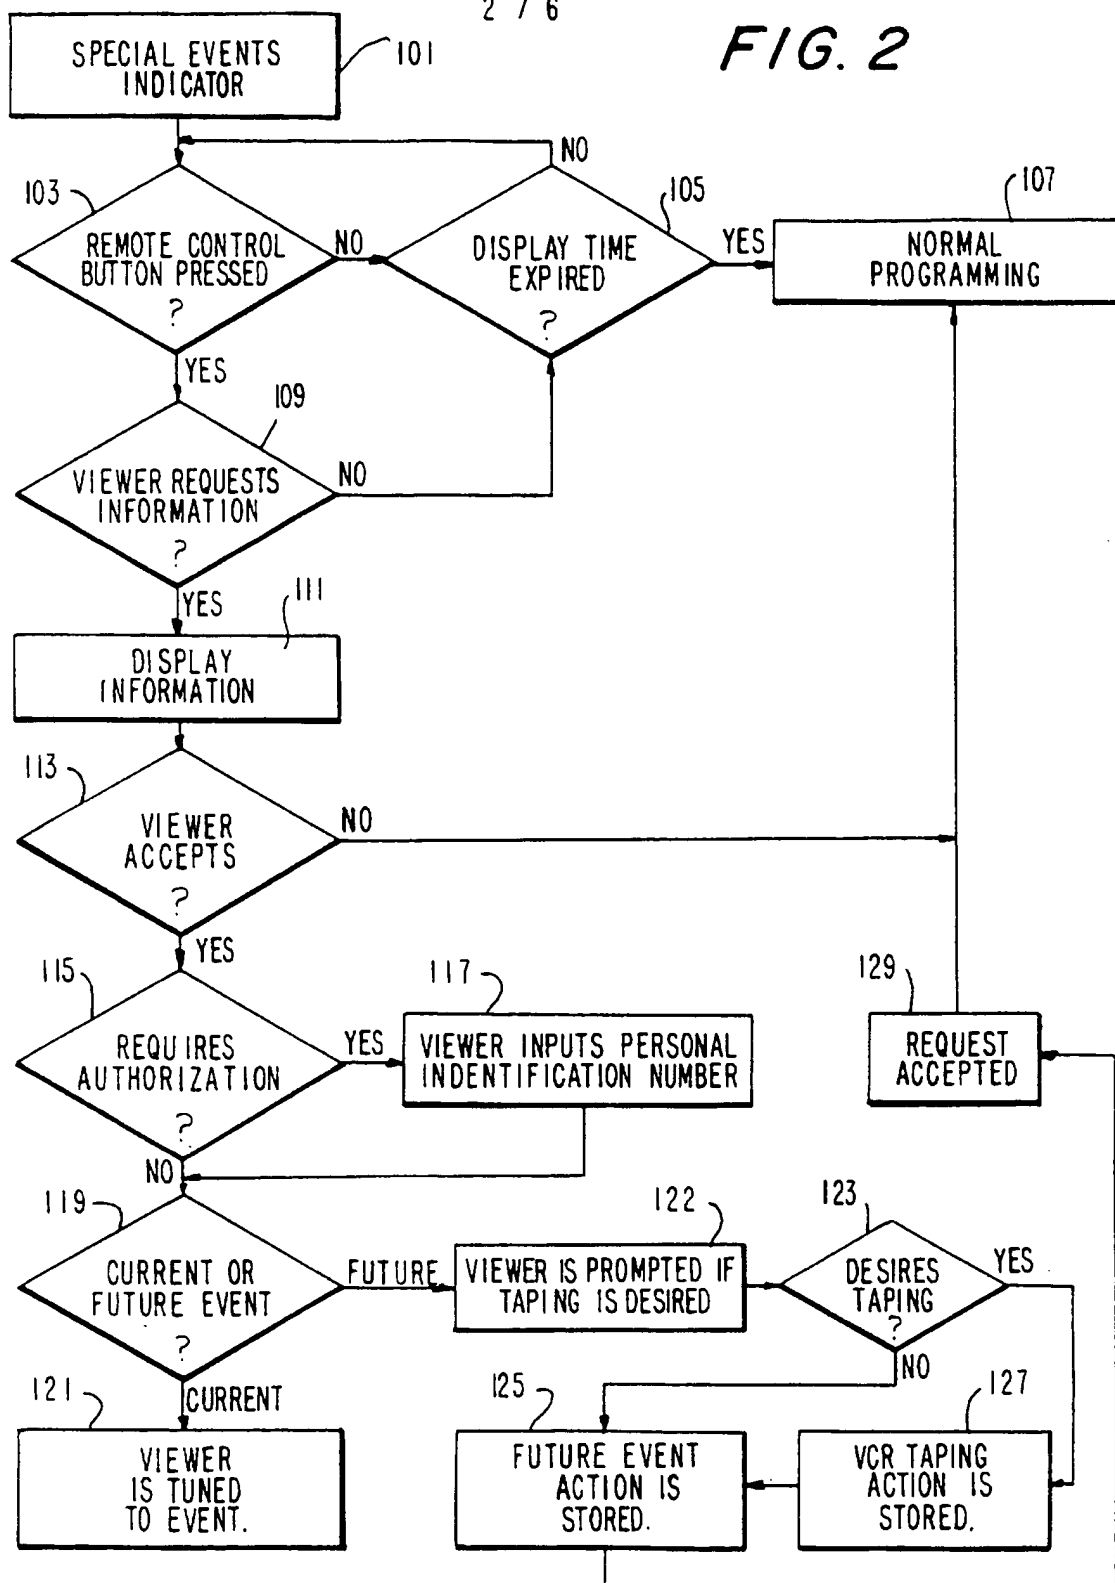 2 / 6
FIG. 2
SPECIAL EVENTS
INDICATOR
101
NO
103
REMOTE CONTROL
BUTTON PRESSED
?
NO
105
DISPLAY TIME
EXPIRED
?
YES
107
NORMAL
PROGRAMMING
YES
109
VIEWER REQUESTS
INFORMATION
?
NO
YES
111
DISPLAY
INFORMATION
113
VIEWER
ACCEPTS
?
NO
YES
115
REQUIRES
AUTHORIZATION
?
YES
117
VIEWER INPUTS PERSONAL
INDENTIFICATION NUMBER
129
REQUEST
ACCEPTED
NO
119
CURRENT OR
FUTURE EVENT
?
FUTURE
122
VIEWER IS PROMPTED IF
TAPING IS DESIRED
123
DESIRES
TAPING
?
YES
NO
CURRENT
121
VIEWER
IS TUNED
TO EVENT.
125
FUTURE EVENT
ACTION IS
STORED.
127
VCR TAPING
ACTION IS
STORED.